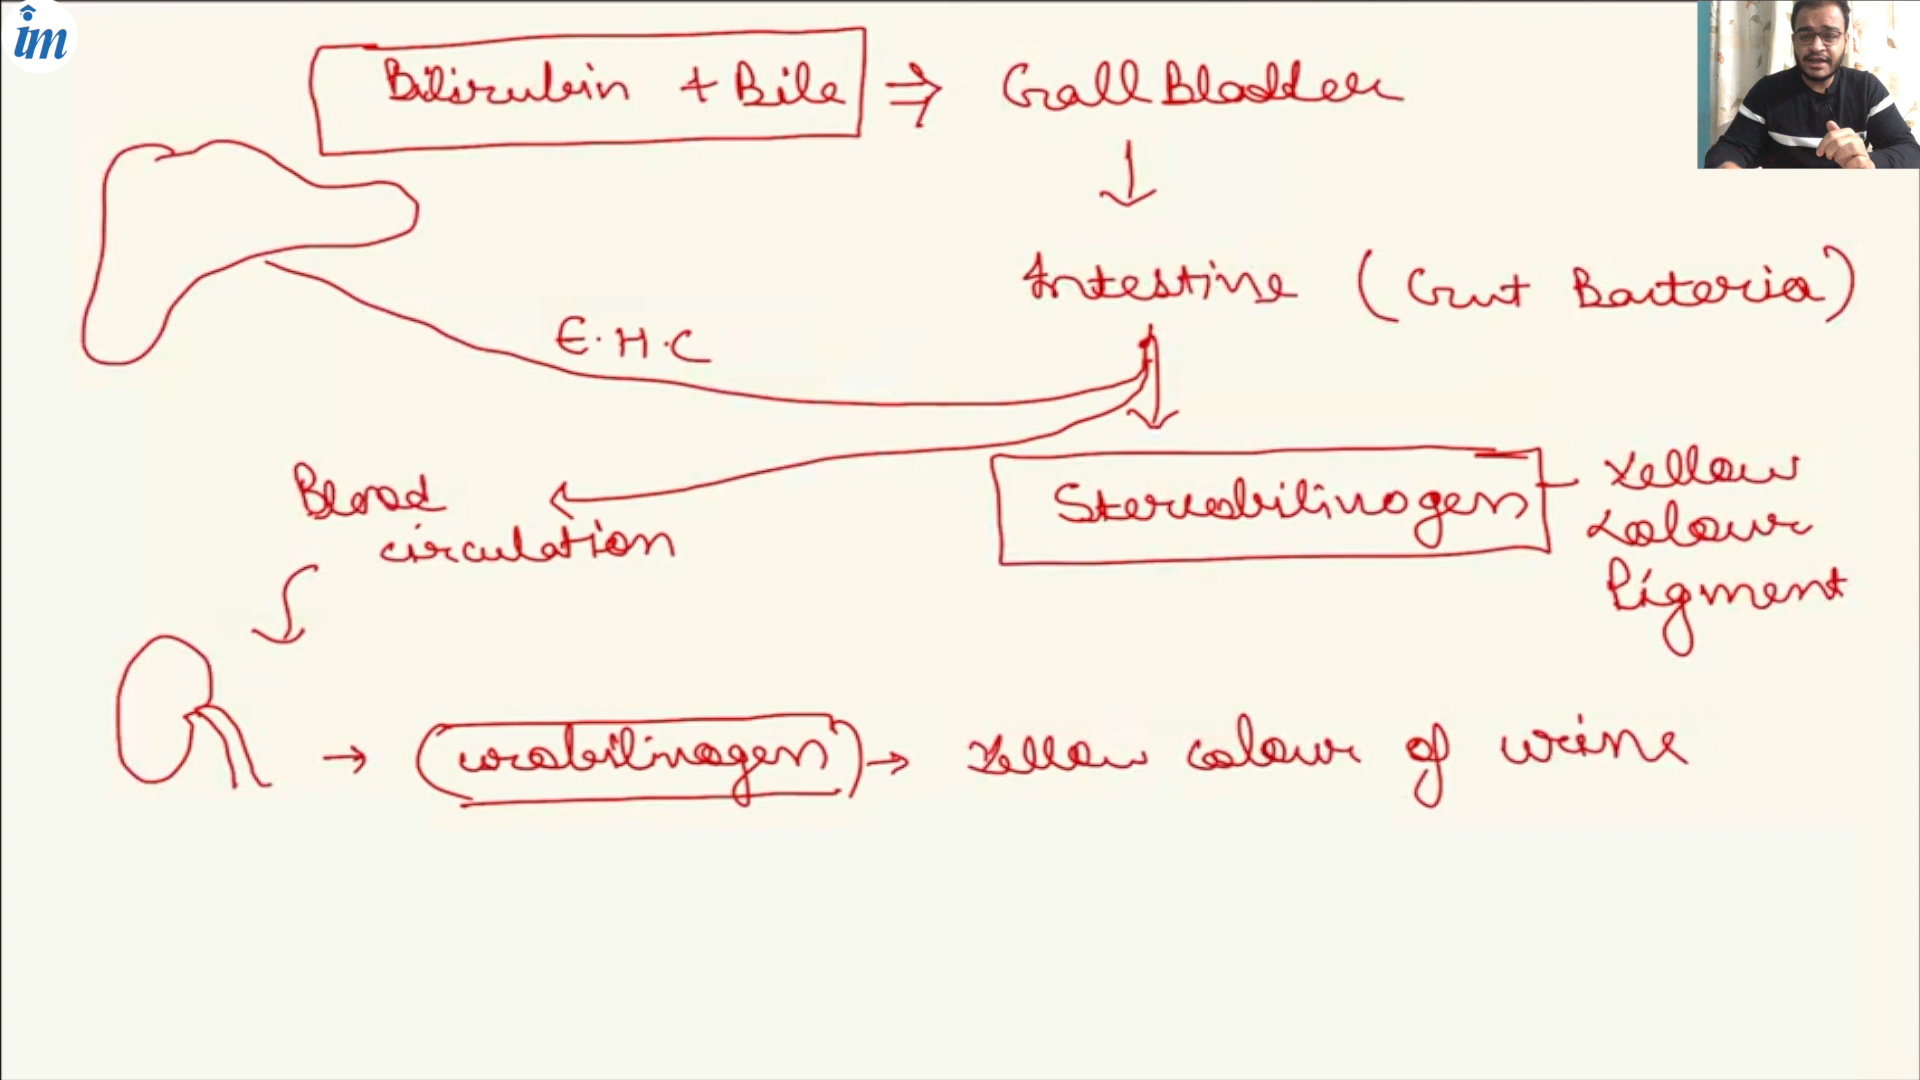 im
Bilirubin + Bile ⇒ Gall Bladder
↓
Intestine (Gut Bacteria)
E.H.C
↓
Stercobilinogen - Yellow
colour
Pigment
Blood
circulation
→ (urobilinogen) → Yellow colour of urine